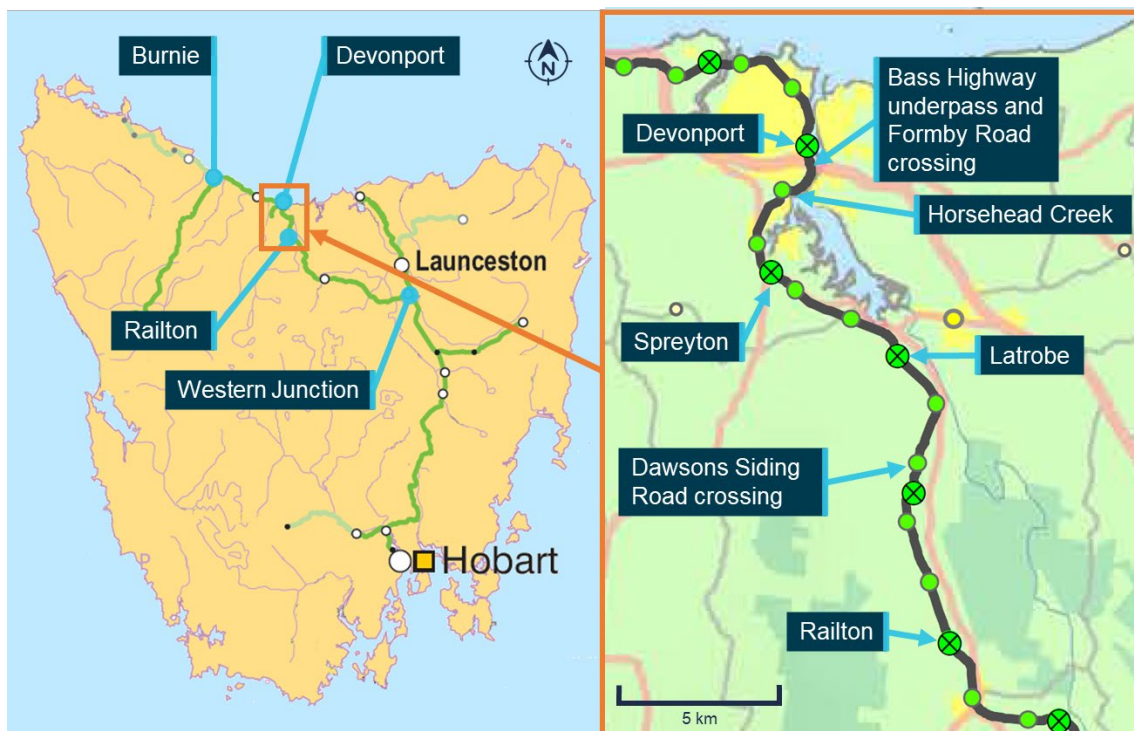 Burnie
Devonport
N
Launceston
Railton
Western Junction
Hobart
Bass Highway
underpass and
Formby Road
crossing
Devonport
Horsehead Creek
Spreyton
Latrobe
Dawsons Siding
Road crossing
Railton
5 km